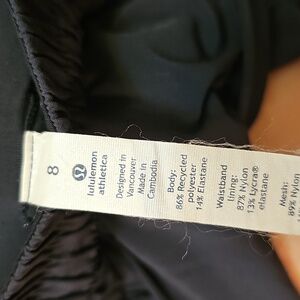 8
lululemon
athletica
Designed in
Vancouver
Made in
Cambodia
Body:
86% Recycled
polyester
14% Elastane
Waistband
lining:
87% Nylon
13% Lycra®
elastane
Mesh:
89% Nylon